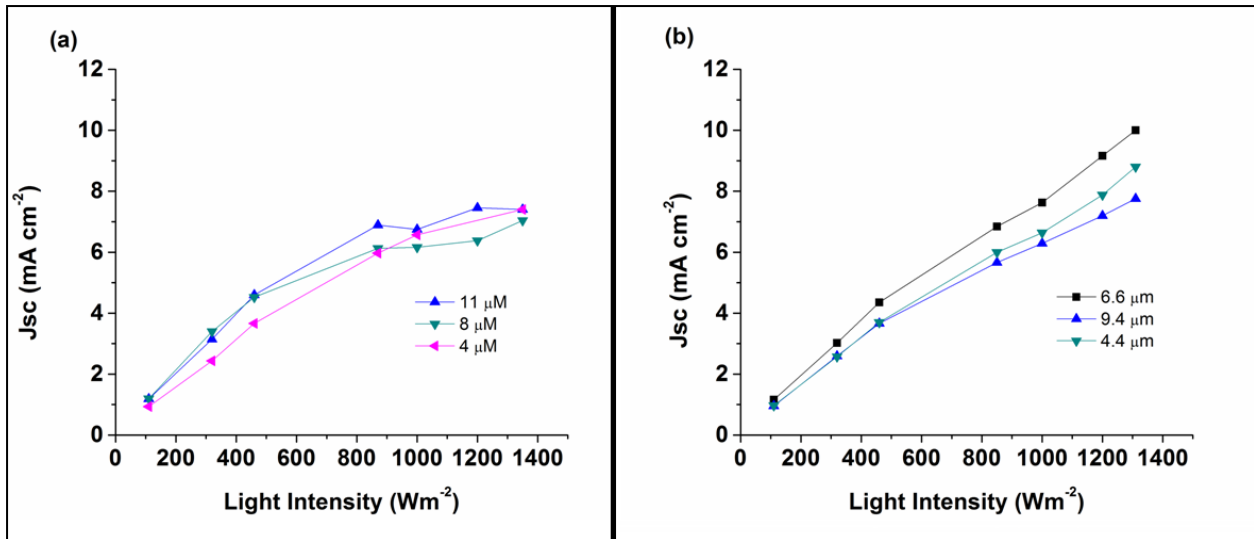 (a)
12
10
8
6
4
2
0
Jsc (mA cm-2)
0 200 400 600 800 1000 1200 1400
Light Intensity (Wm-2)
11 μM
8 μM
4 μM
(b)
12
10
8
6
4
2
0
Jsc (mA cm-2)
0 200 400 600 800 1000 1200 1400
Light Intensity (Wm-2)
6.6 μm
9.4 μm
4.4 μm